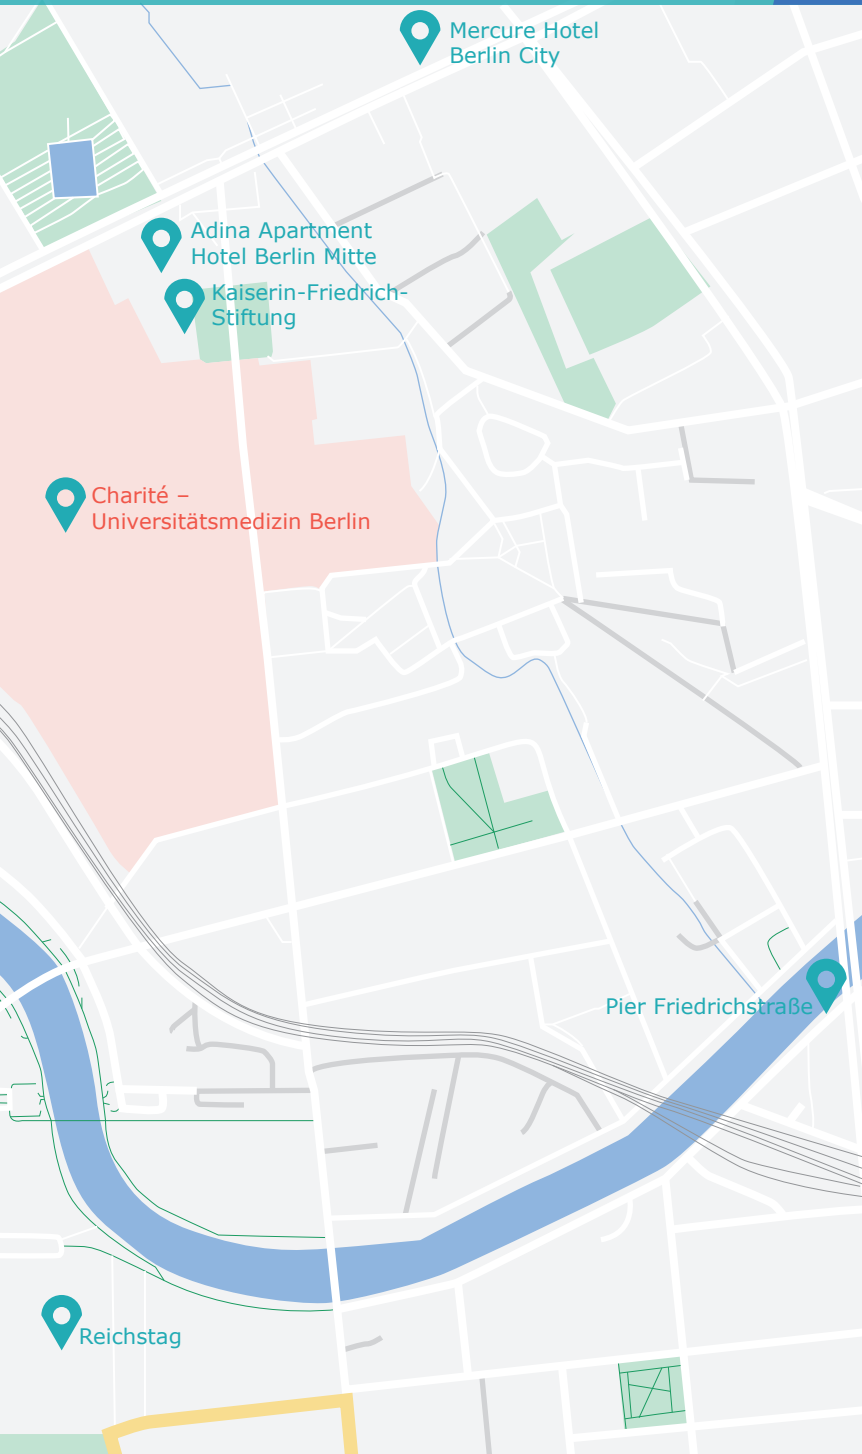 Mercure Hotel
Berlin City
Adina Apartment
Hotel Berlin Mitte
Kaiserin-Friedrich-
Stiftung
Charité –
Universitätsmedizin Berlin
Pier Friedrichstraße
Reichstag